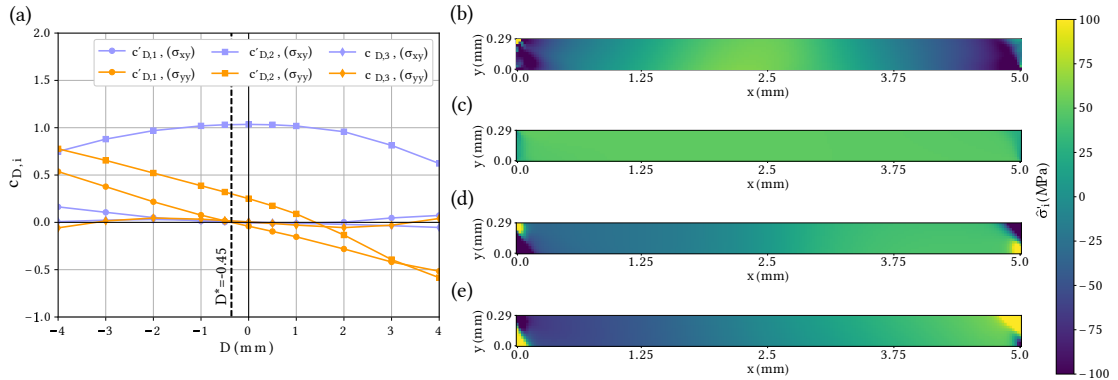 (a)
2.0
1.5
1.0
0.5
0.0
−0.5
−1.0
c_D,i
c′_D,1 , (σ_xy) c′_D,2 , (σ_xy) c_D,3 , (σ_xy)
c′_D,1 , (σ_yy) c′_D,2 , (σ_yy) c_D,3 , (σ_yy)
D*=-0.45
−4 −3 −2 −1 0 1 2 3 4
D (mm)
(b)
y (mm)
0.29
0.0
0.0 1.25 2.5 3.75 5.0
x (mm)
(c)
y (mm)
0.29
0.0
0.0 1.25 2.5 3.75 5.0
x (mm)
(d)
y (mm)
0.29
0.0
0.0 1.25 2.5 3.75 5.0
x (mm)
(e)
y (mm)
0.29
0.0
0.0 1.25 2.5 3.75 5.0
x (mm)
100
75
50
25
0
−25
−50
−75
−100
σ̂_i (MPa)